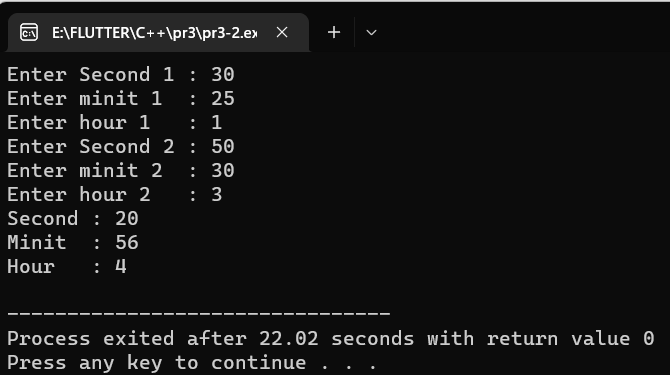 E:\FLUTTER\C++\pr3\pr3-2.ex
Enter Second 1 : 30
Enter minit 1  : 25
Enter hour 1   : 1
Enter Second 2 : 50
Enter minit 2  : 30
Enter hour 2   : 3
Second : 20
Minit  : 56
Hour   : 4
--------------------------------
Process exited after 22.02 seconds with return value 0
Press any key to continue . . .